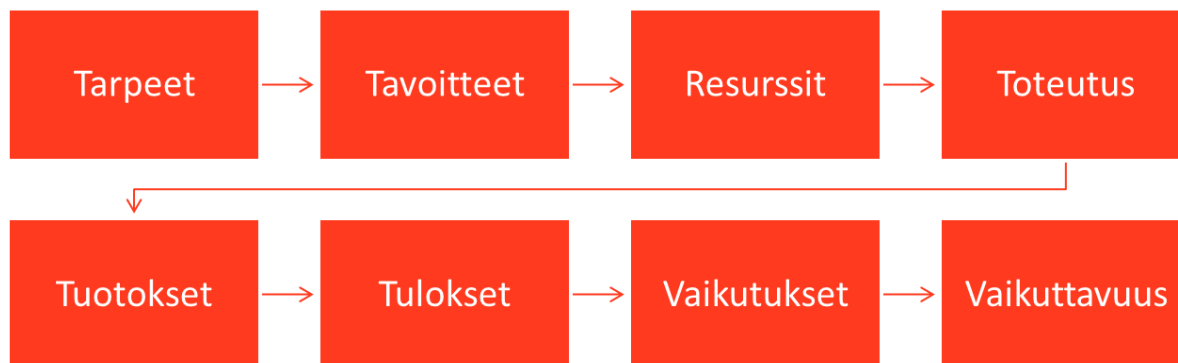 Tarpeet
Tavoitteet
Resurssit
Toteutus
Tuotokset
Tulokset
Vaikutukset
Vaikuttavuus